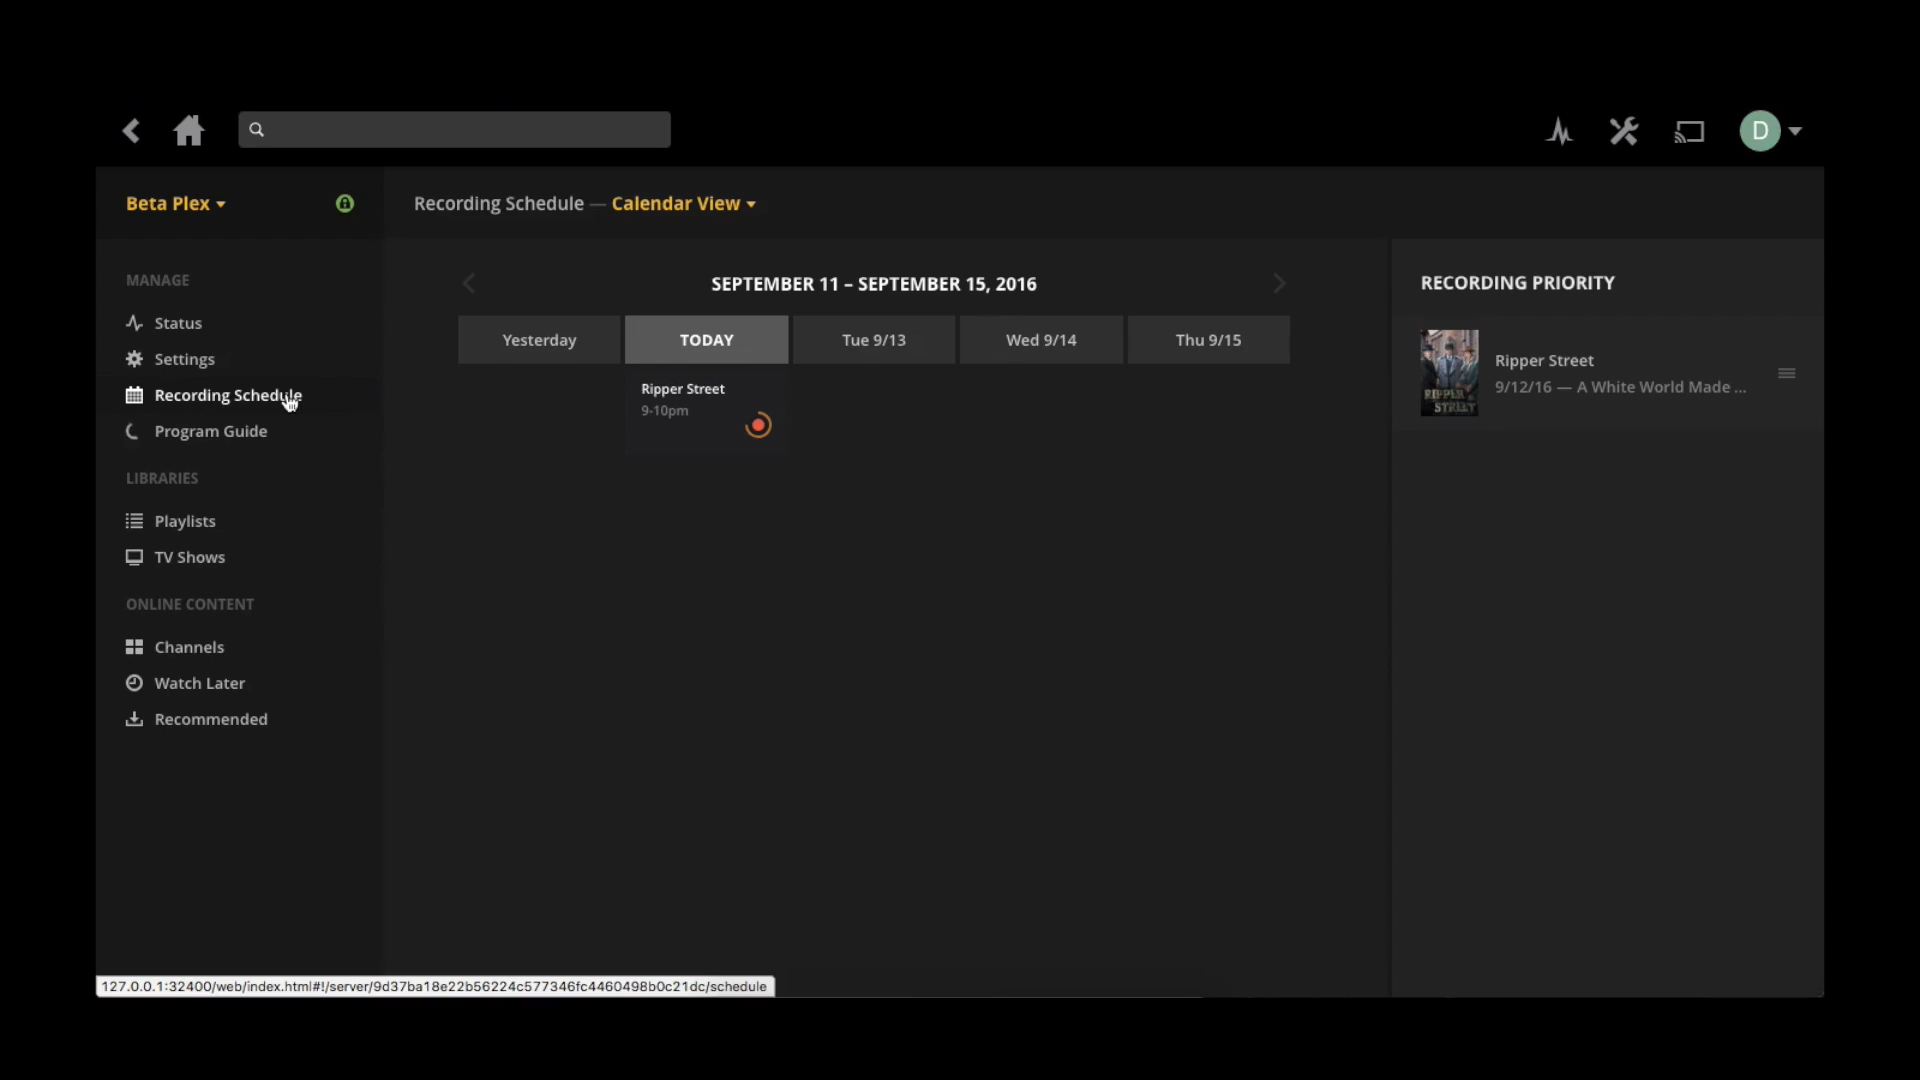 D
Beta Plex
Recording Schedule — Calendar View
MANAGE
Status
Settings
Recording Schedule
Program Guide
LIBRARIES
Playlists
TV Shows
ONLINE CONTENT
Channels
Watch Later
Recommended
SEPTEMBER 11 – SEPTEMBER 15, 2016
Yesterday
TODAY
Tue 9/13
Wed 9/14
Thu 9/15
Ripper Street
9-10pm
RECORDING PRIORITY
RIPPER
STREET
Ripper Street
9/12/16 — A White World Made ...
127.0.0.1:32400/web/index.html#!/server/9d37ba18e22b56224c577346fc4460498b0c21dc/schedule